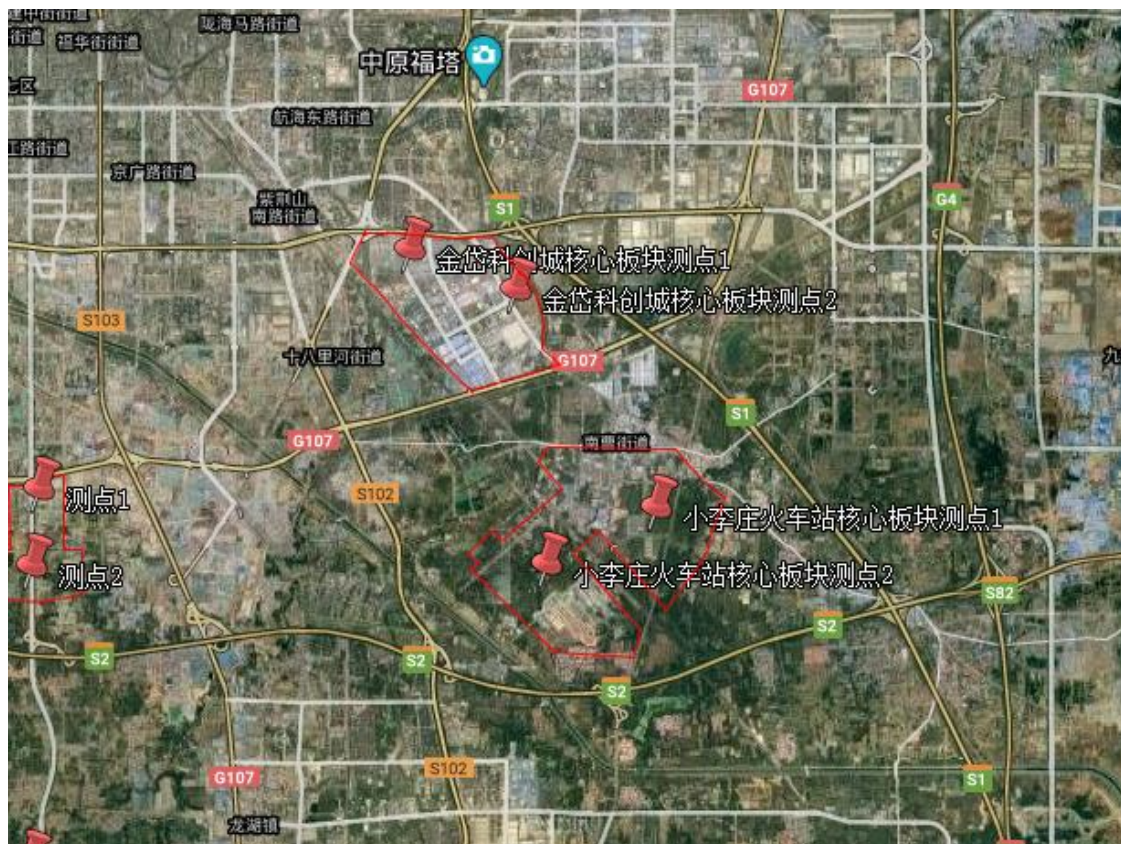 陇海马路街道
福华街街道
中原福塔
七区
G107
航海东路街道
工路街道
京广路街道
紫荆山
南路街道
S1
G4
金岱科创城核心板块测点1
金岱科创城核心板块测点2
S103
十八里河街道
G107
九
S1
G107
南曹街道
S102
测点1
小李庄火车站核心板块测点1
测点2
小李庄火车站核心板块测点2
S82
S2
S2
S2
S2
G107
S102
S1
龙湖镇